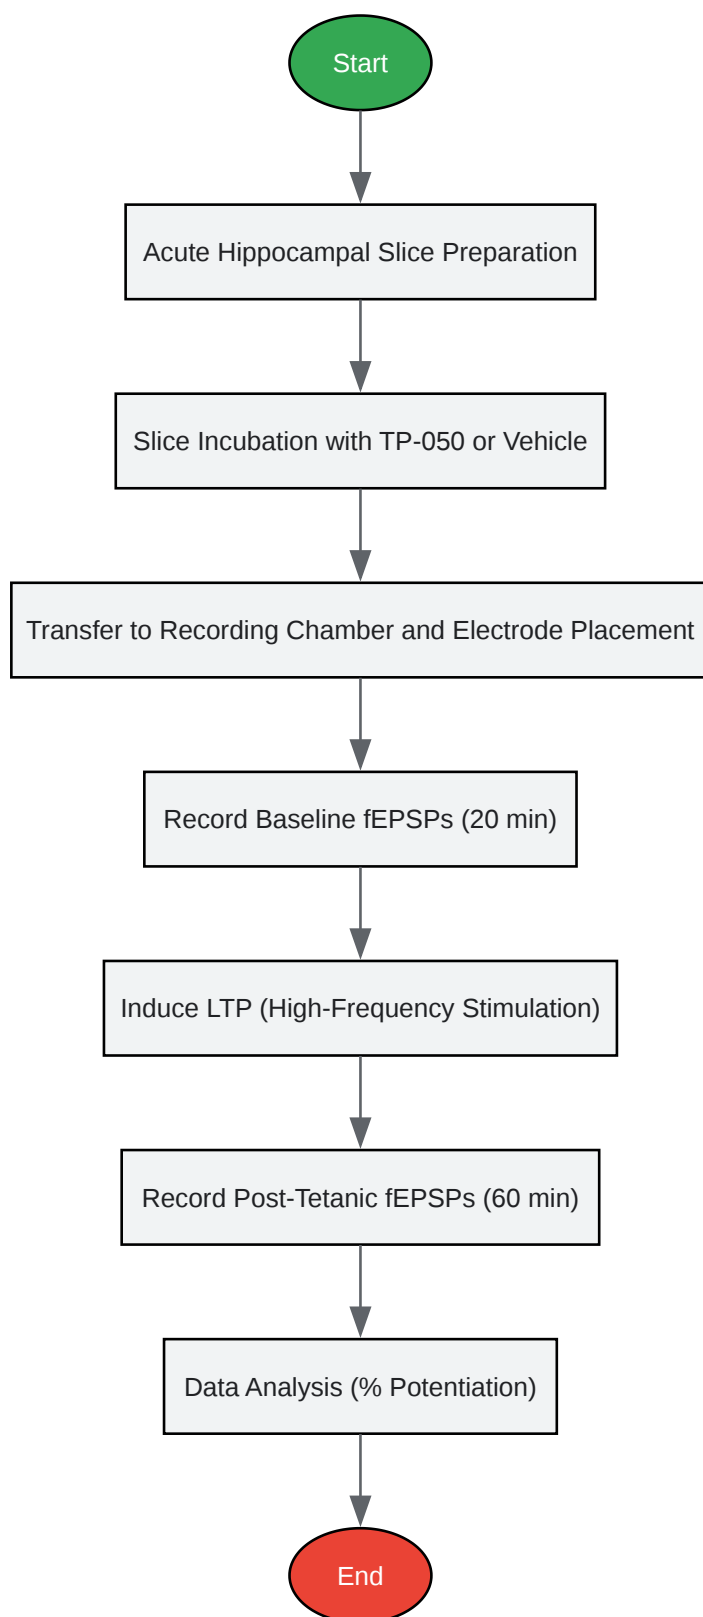 Start
Acute Hippocampal Slice Preparation
Slice Incubation with TP-050 or Vehicle
Transfer to Recording Chamber and Electrode Placement
Record Baseline fEPSPs (20 min)
Induce LTP (High-Frequency Stimulation)
Record Post-Tetanic fEPSPs (60 min)
Data Analysis (% Potentiation)
End